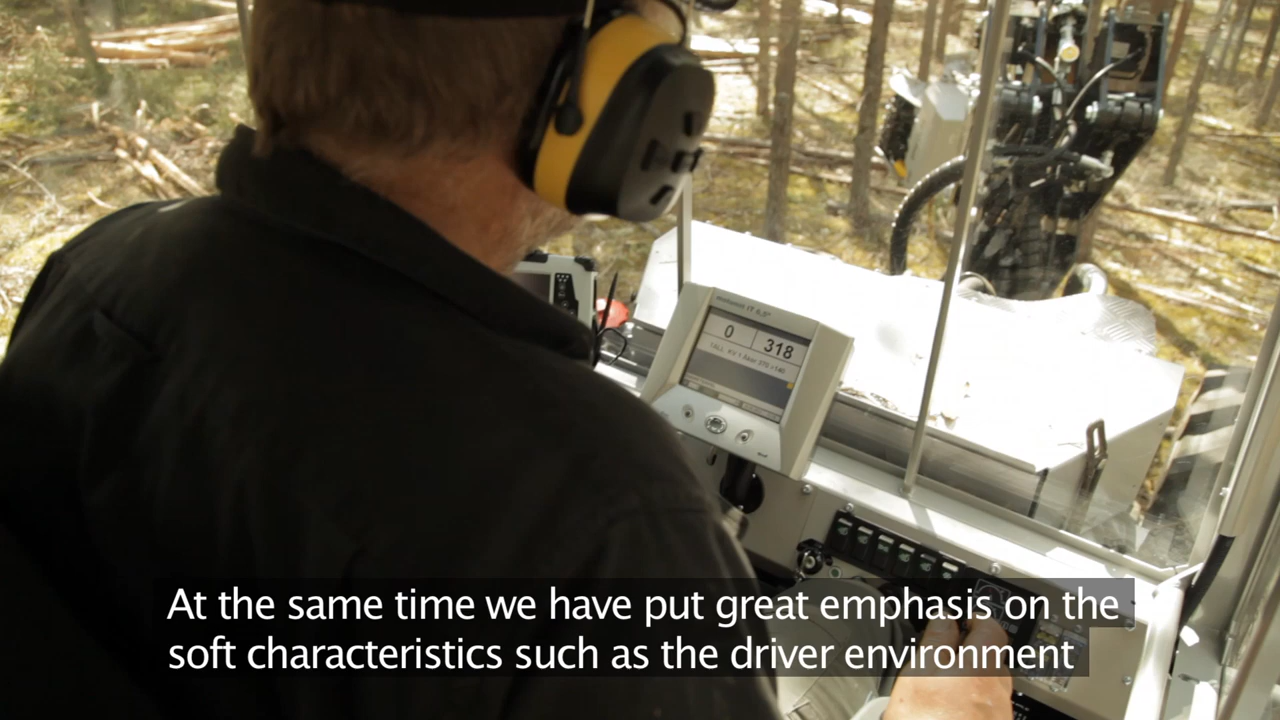 0 318
At the same time we have put great emphasis on the
soft characteristics such as the driver environment